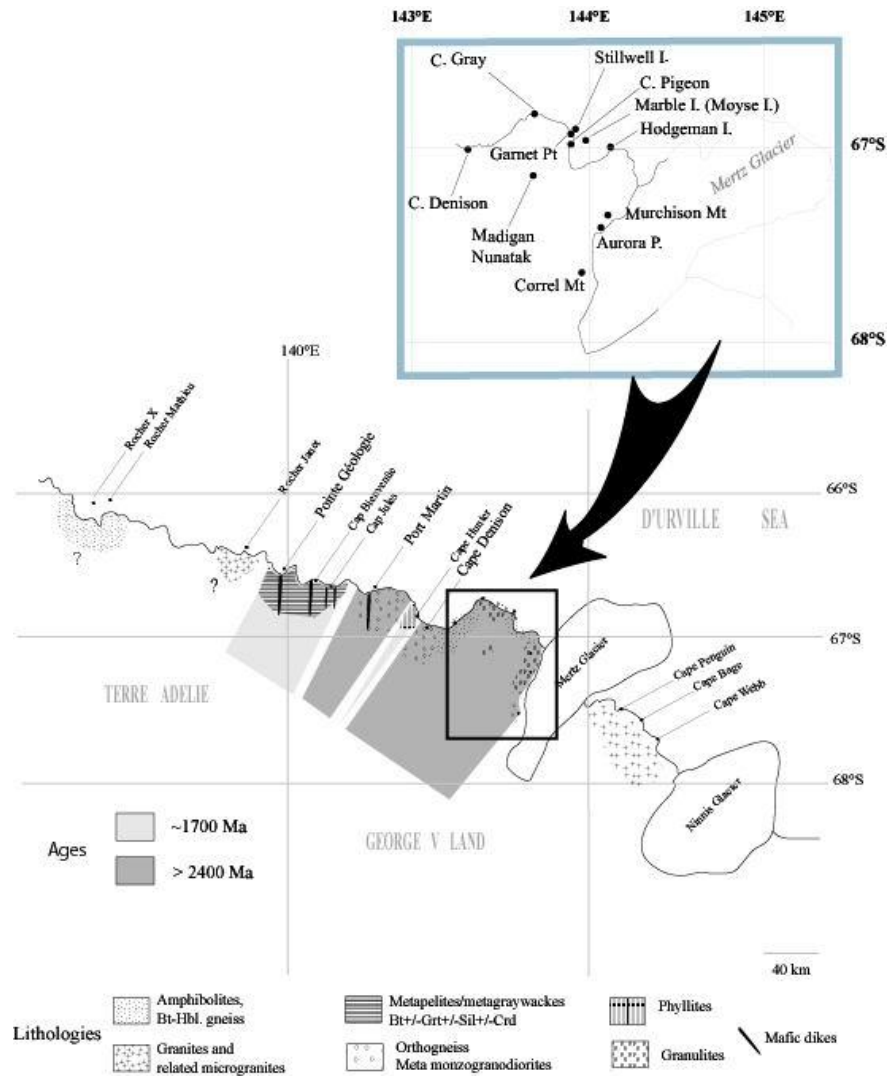 143°E 144°E 145°E
Stillwell I.
C. Gray
C. Pigeon
Marble I. (Moyse I.)
Hodgeman I.
Garnet Pt
67°S
Mertz Glacier
C. Denison
Murchison Mt
Madigan
Nunatak
Aurora P.
Correl Mt
68°S
140°E
Rocher X
Rocher Mathieu
Rocher Janet
Pointe Géologie
Cap Bienvenüe
Cap Jules
Port Martin
Cape Hunter
Cape Denison
66°S
D'URVILLE SEA
?
?
67°S
Mertz Glacier
Cape Penguin
Cape Bage
Cape Webb
TERRE ADELIE
68°S
Ninnis Glacier
GEORGE V LAND
Ages
~1700 Ma
> 2400 Ma
40 km
Lithologies
Amphibolites,
Bt-Hbl. gneiss
Granites and
related microgranites
Metapelites/metagraywackes
Bt+/-Grt+/-Sil+/-Crd
Orthogneiss
Meta monzogranodiorites
Phyllites
Granulites
Mafic dikes